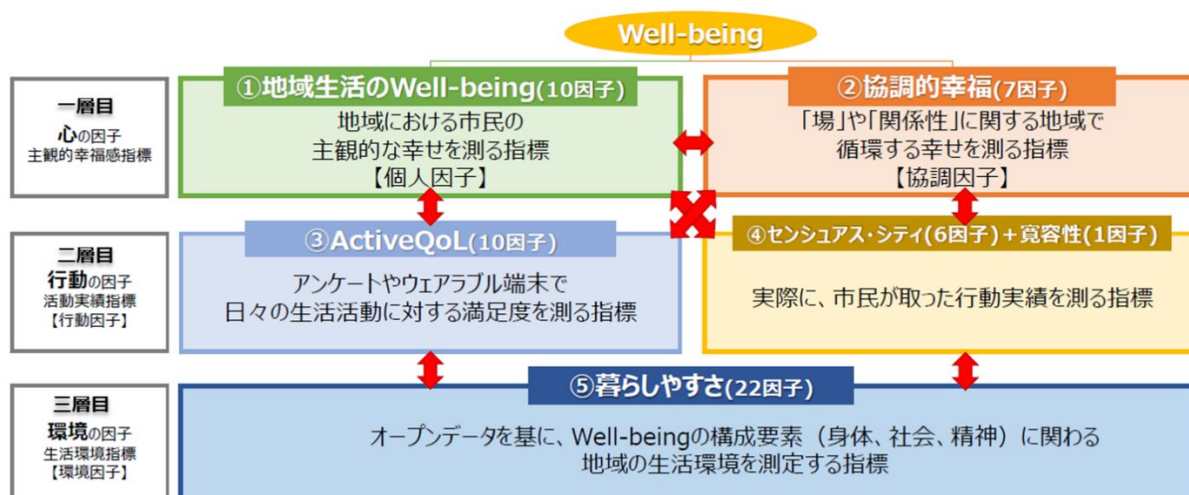 Well-being
一層目
心の因子
主観的幸福感指標
①地域生活のWell-being(10因子)
地域における市民の
主観的な幸せを測る指標
【個人因子】
②協調的幸福(7因子)
「場」や「関係性」に関する地域で
循環する幸せを測る指標
【協調因子】
二層目
行動の因子
活動実績指標
【行動因子】
③ActiveQoL(10因子)
アンケートやウェアラブル端末で
日々の生活活動に対する満足度を測る指標
④センシュアス・シティ(6因子)＋寛容性(1因子)
実際に、市民が取った行動実績を測る指標
三層目
環境の因子
生活環境指標
【環境因子】
⑤暮らしやすさ(22因子)
オープンデータを基に、Well-beingの構成要素（身体、社会、精神）に関わる
地域の生活環境を測定する指標